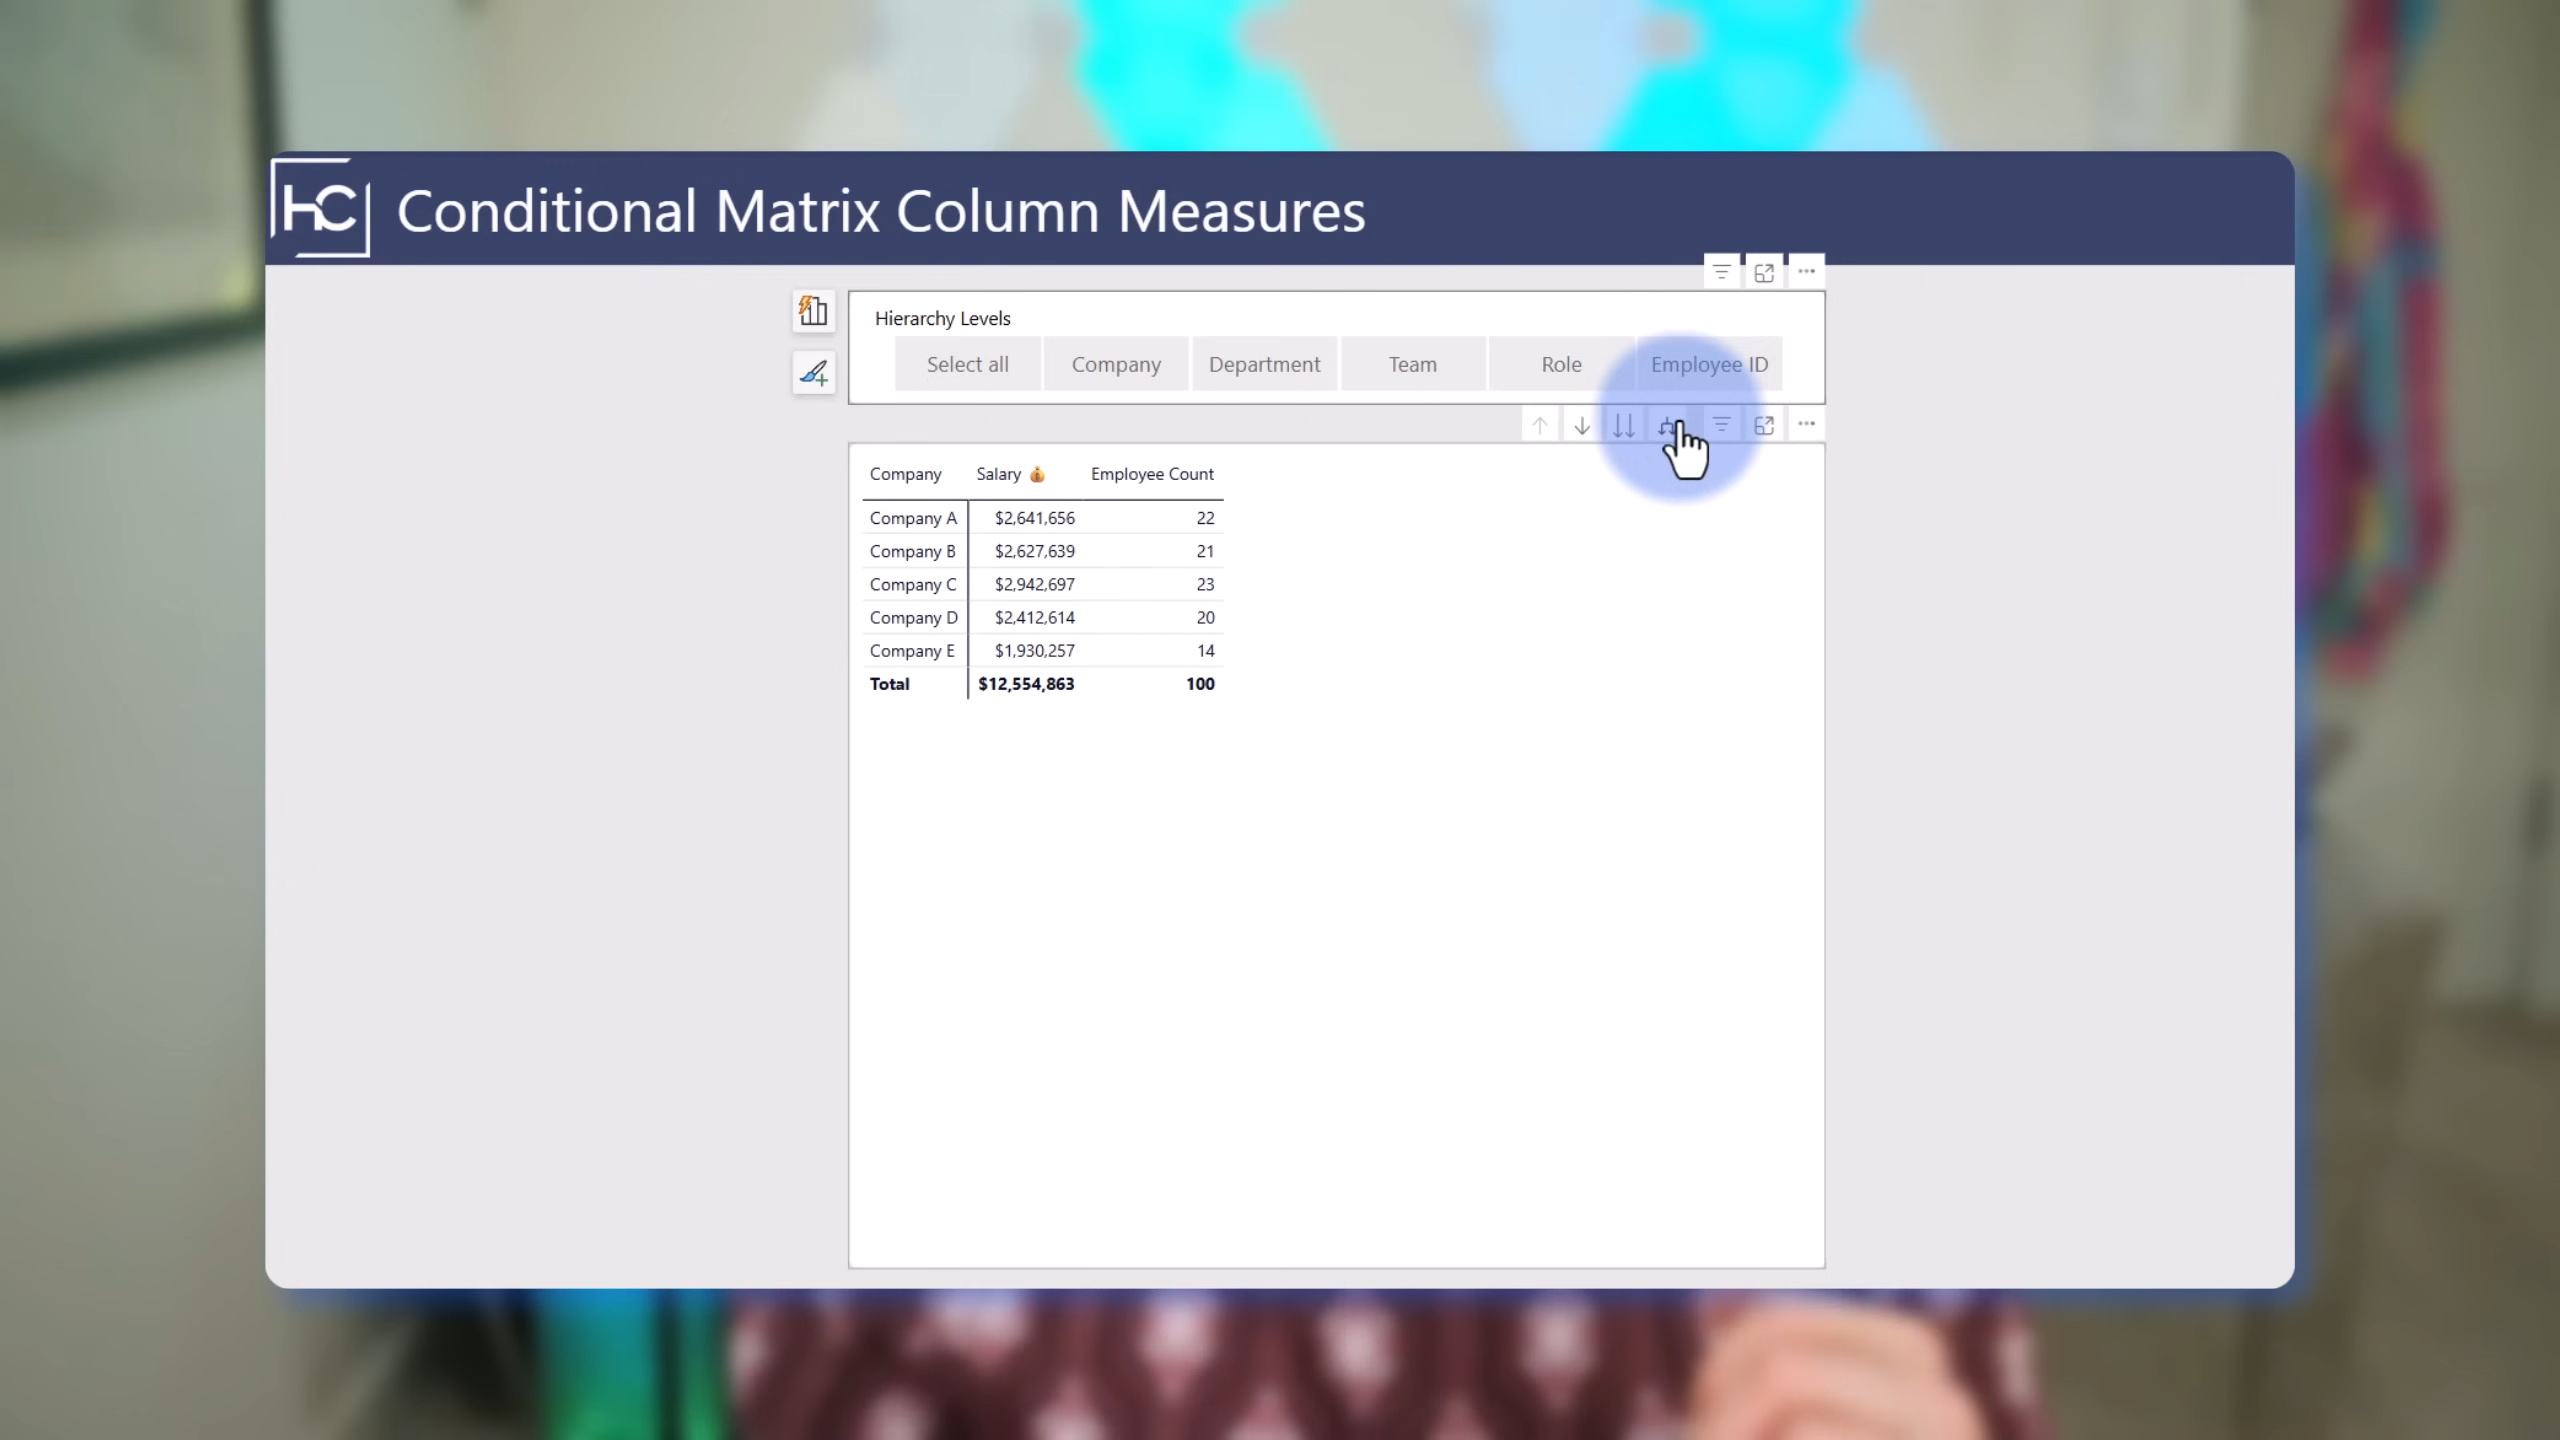 HC Conditional Matrix Column Measures
Hierarchy Levels
Select all Company Department Team Role Employee ID
Company Salary 💰 Employee Count
Company A $2,641,656 22
Company B $2,627,639 21
Company C $2,942,697 23
Company D $2,412,614 20
Company E $1,930,257 14
Total $12,554,863 100